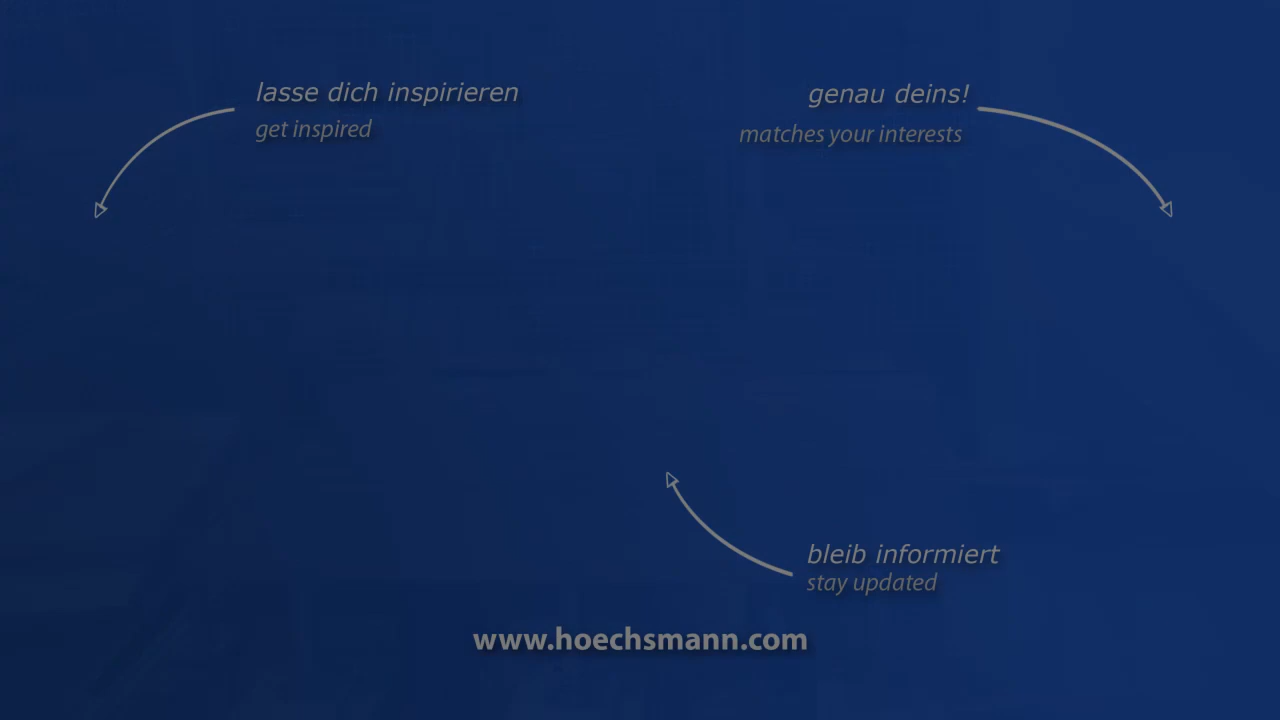 lasse dich inspirieren
get inspired
genau deins!
matches your interests
bleib informiert
stay updated
www.hoechsmann.com